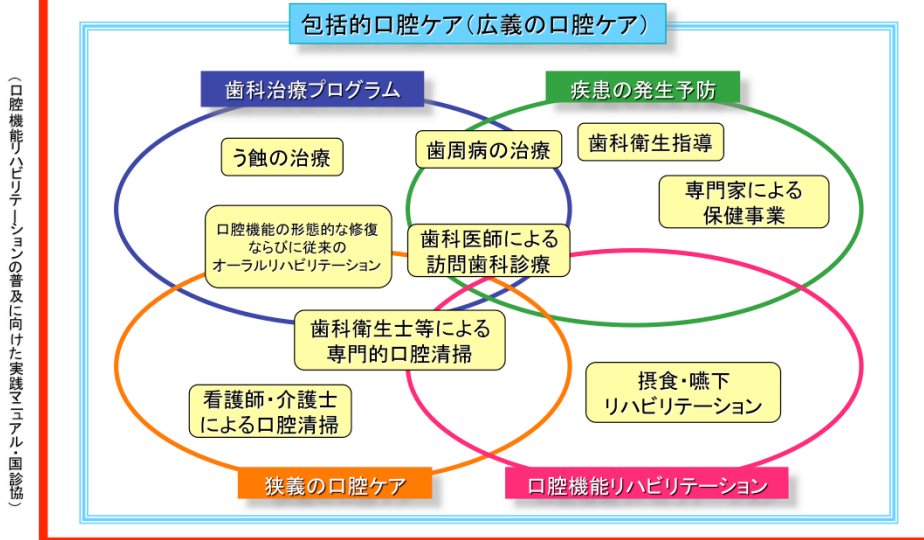 包括的口腔ケア（広義の口腔ケア）
歯科治療プログラム
疾患の発生予防
う蝕の治療
歯周病の治療
歯科衛生指導
専門家による
保健事業
口腔機能の形態的な修復
ならびに従来の
オーラルリハビリテーション
歯科医師による
訪問歯科診療
歯科衛生士等による
専門的口腔清掃
看護師・介護士
による口腔清掃
摂食・嚥下
リハビリテーション
狭義の口腔ケア
口腔機能リハビリテーション
（口腔機能リハビリテーションの普及に向けた実践マニュアル・国診協）